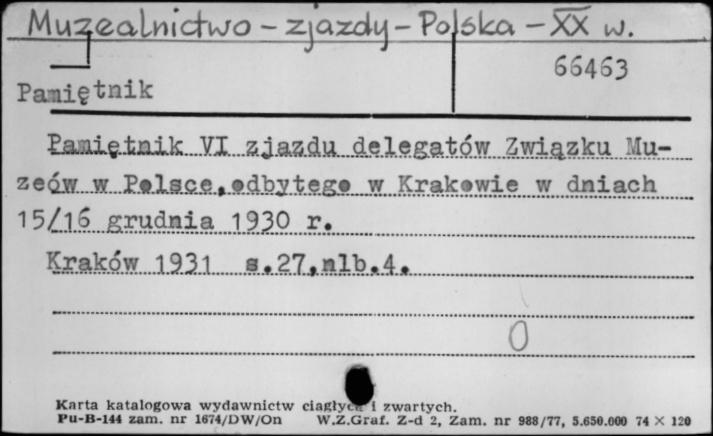 Muzealnictwo - zjazdy - Polska - XX w.
66463
Pamiętnik
Pamiętnik VI zjazdu delegatów Związku Mu-
zeów w Polsce,odbytego w Krakowie w dniach
15/16 grudnia 1930 r.
Kraków 1931 s.27,nlb.4.
0
Karta katalogowa wydawnictw ciągłych i zwartych.
Pu-B-144 zam. nr 1674/DW/On W.Z.Graf. Z-d 2, Zam. nr 988/77, 5.650.000 74 × 120